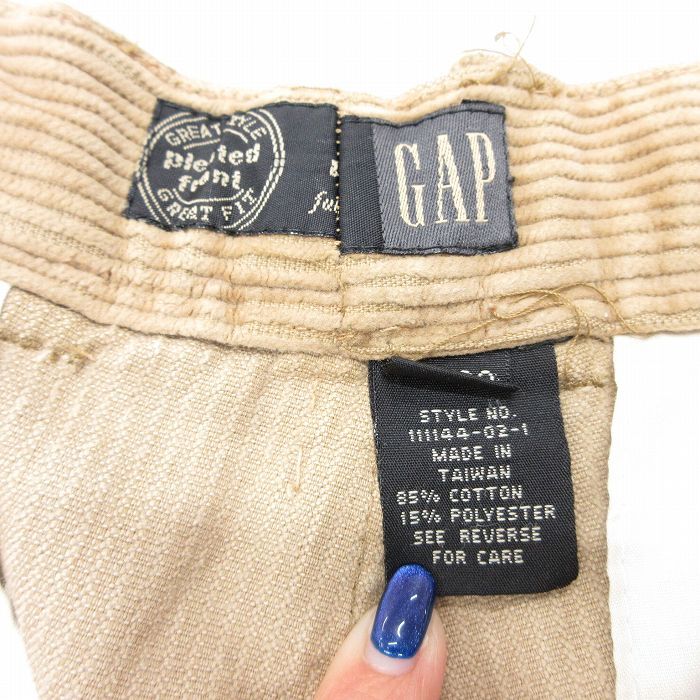 GREAT STYLE
Pleated
front
GREAT FIT
GAP
STYLE NO.
111144-02-1
MADE IN
TAIWAN
85% COTTON
15% POLYESTER
SEE REVERSE
FOR CARE